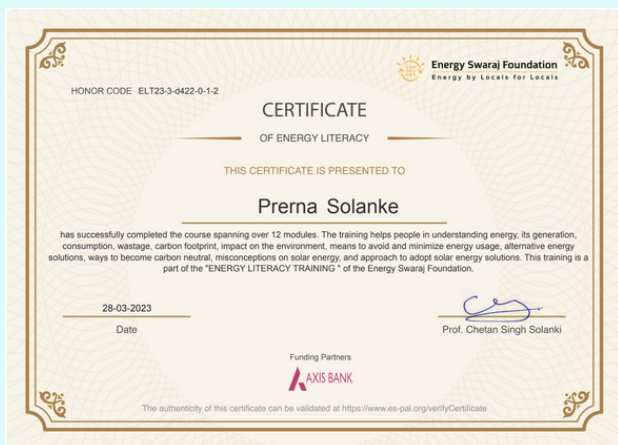 Energy Swaraj Foundation
Energy by Locals for Locals
HONOR CODE ELT23-3-d422-0-1-2
CERTIFICATE
OF ENERGY LITERACY
THIS CERTIFICATE IS PRESENTED TO
Prerna Solanke
has successfully completed the course spanning over 12 modules. The training helps people in understanding energy, its generation,
consumption, wastage, carbon footprint, impact on the environment, means to avoid and minimize energy usage, alternative energy
solutions, ways to become carbon neutral, misconceptions on solar energy, and approach to adopt solar energy solutions. This training is a
part of the "ENERGY LITERACY TRAINING " of the Energy Swaraj Foundation.
28-03-2023
Date
Prof. Chetan Singh Solanki
Funding Partners
AXIS BANK
The authenticity of this certificate can be validated at https://www.es-pal.org/verifyCertificate